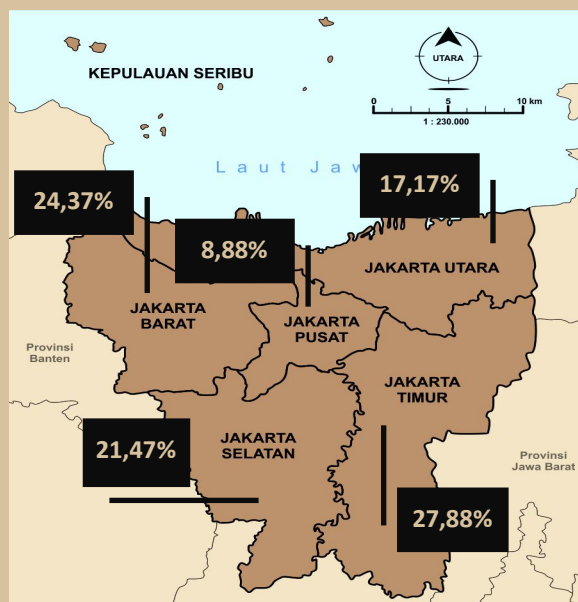 KEPULAUAN SERIBU
UTARA
0 5 10 km
1 : 230.000
Laut Jaw
24,37%
17,17%
8,88%
JAKARTA UTARA
JAKARTA
BARAT
JAKARTA
PUSAT
Provinsi
Banten
JAKARTA
TIMUR
21,47%
JAKARTA
SELATAN
Provinsi
Jawa Barat
27,88%